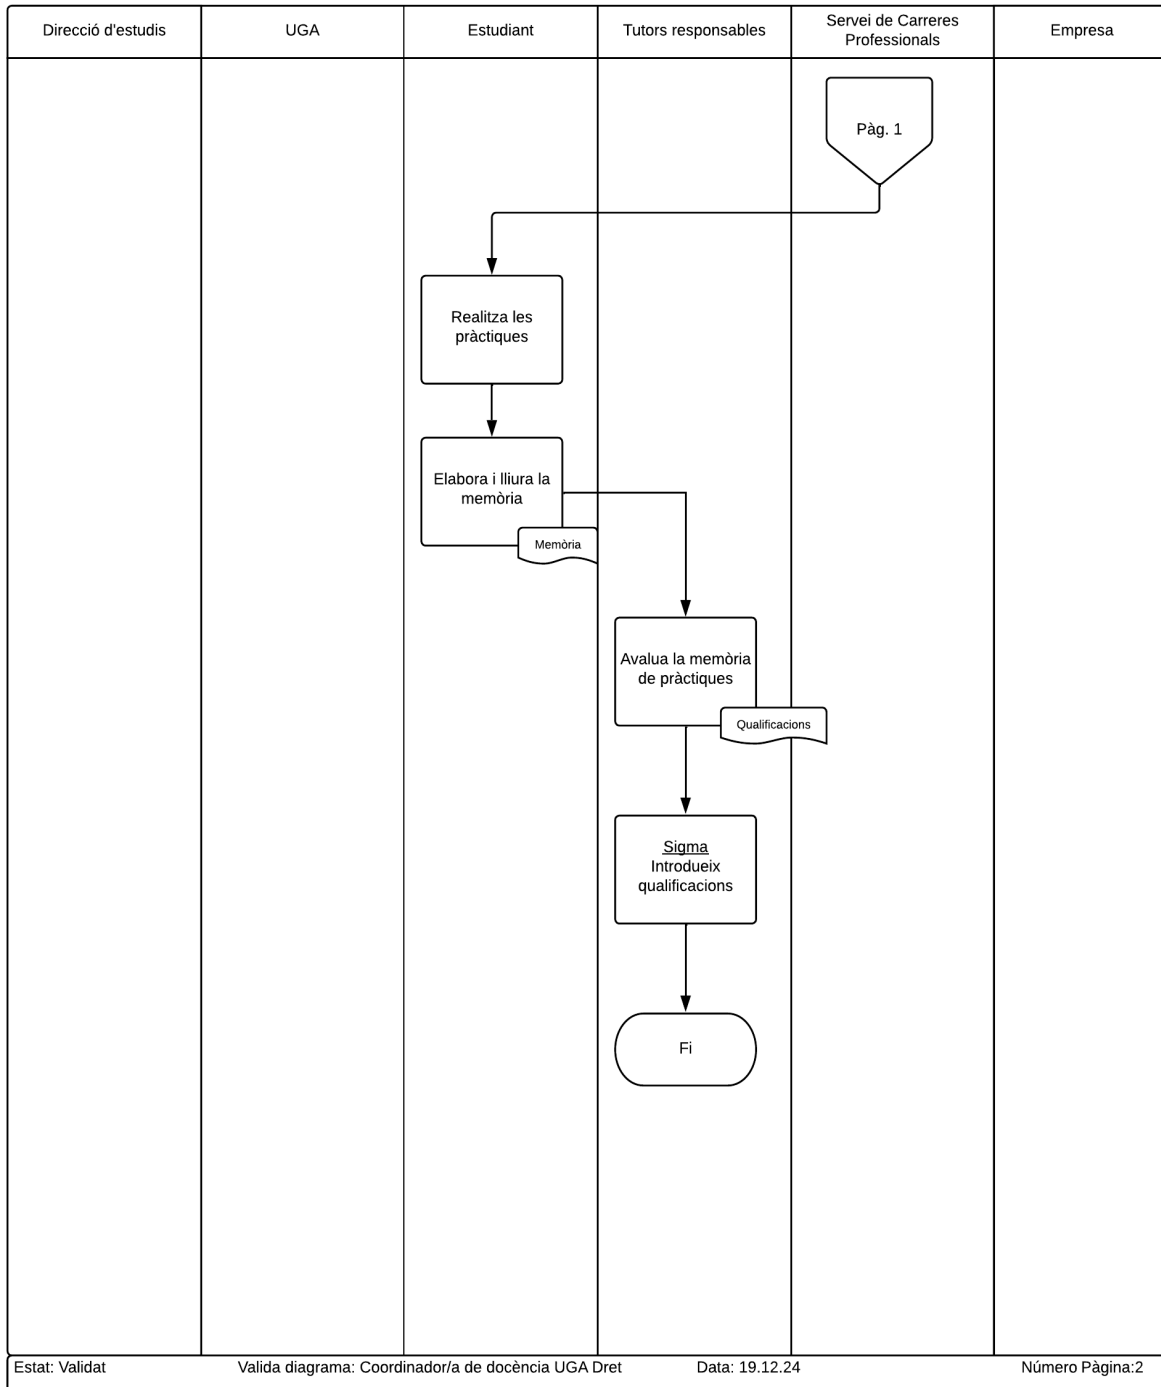 Direcció d'estudis
UGA
Estudiant
Tutors responsables
Servei de Carreres
Professionals
Empresa
Pàg. 1
Realitza les
pràctiques
Elabora i lliura la
memòria
Memòria
Avalua la memòria
de pràctiques
Qualificacions
Sigma
Introdueix
qualificacions
Fi
Estat: Validat
Valida diagrama: Coordinador/a de docència UGA Dret
Data: 19.12.24
Número Pàgina:2